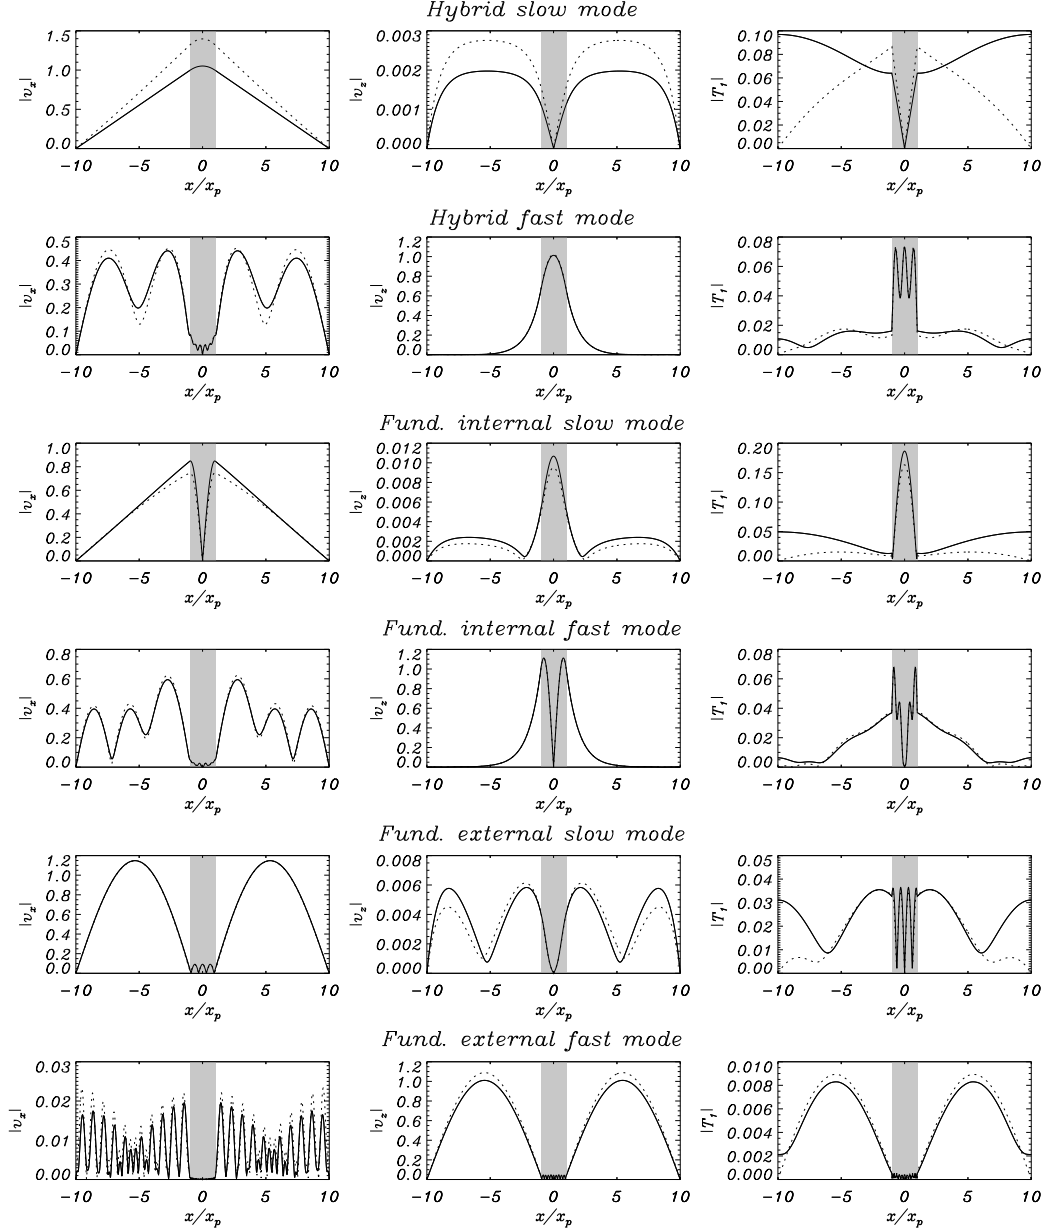 Hybrid slow mode
|v_x| 1.5 1.0 0.5 0.0
−10 −5 0 5 10
x/x_p
|v_z| 0.003 0.002 0.001 0.000
−10 −5 0 5 10
x/x_p
|T_1| 0.10 0.08 0.06 0.04 0.02 0.00
−10 −5 0 5 10
x/x_p
Hybrid fast mode
|v_x| 0.5 0.4 0.3 0.2 0.1 0.0
−10 −5 0 5 10
x/x_p
|v_z| 1.2 1.0 0.8 0.6 0.4 0.2 0.0
−10 −5 0 5 10
x/x_p
|T_1| 0.08 0.06 0.04 0.02 0.00
−10 −5 0 5 10
x/x_p
Fund. internal slow mode
|v_x| 1.0 0.8 0.6 0.4 0.2 0.0
−10 −5 0 5 10
x/x_p
|v_z| 0.012 0.010 0.008 0.006 0.004 0.002 0.000
−10 −5 0 5 10
x/x_p
|T_1| 0.20 0.15 0.10 0.05 0.00
−10 −5 0 5 10
x/x_p
Fund. internal fast mode
|v_x| 0.8 0.6 0.4 0.2 0.0
−10 −5 0 5 10
x/x_p
|v_z| 1.2 1.0 0.8 0.6 0.4 0.2 0.0
−10 −5 0 5 10
x/x_p
|T_1| 0.08 0.06 0.04 0.02 0.00
−10 −5 0 5 10
x/x_p
Fund. external slow mode
|v_x| 1.2 1.0 0.8 0.6 0.4 0.2 0.0
−10 −5 0 5 10
x/x_p
|v_z| 0.008 0.006 0.004 0.002 0.000
−10 −5 0 5 10
x/x_p
|T_1| 0.05 0.04 0.03 0.02 0.01 0.00
−10 −5 0 5 10
x/x_p
Fund. external fast mode
|v_x| 0.03 0.02 0.01 0.00
−10 −5 0 5 10
x/x_p
|v_z| 1.2 1.0 0.8 0.6 0.4 0.2 0.0
−10 −5 0 5 10
x/x_p
|T_1| 0.010 0.008 0.006 0.004 0.002 0.000
−10 −5 0 5 10
x/x_p